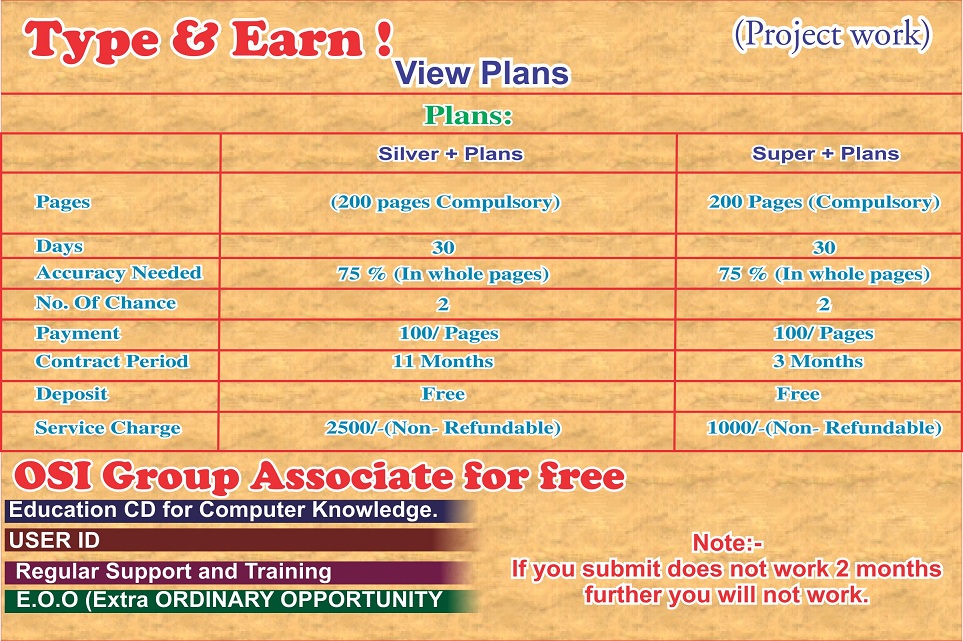 Type & Earn !
(Project work)
View Plans
Plans:
Silver + Plans Super + Plans
Pages (200 pages Compulsory) 200 Pages (Compulsory)
Days 30 30
Accuracy Needed 75 % (In whole pages) 75 % (In whole pages)
No. Of Chance 2 2
Payment 100/ Pages 100/ Pages
Contract Period 11 Months 3 Months
Deposit Free Free
Service Charge 2500/-(Non- Refundable) 1000/-(Non- Refundable)
OSI Group Associate for free
Education CD for Computer Knowledge.
USER ID
Regular Support and Training
E.O.O (Extra ORDINARY OPPORTUNITY
Note:-
If you submit does not work 2 months
further you will not work.